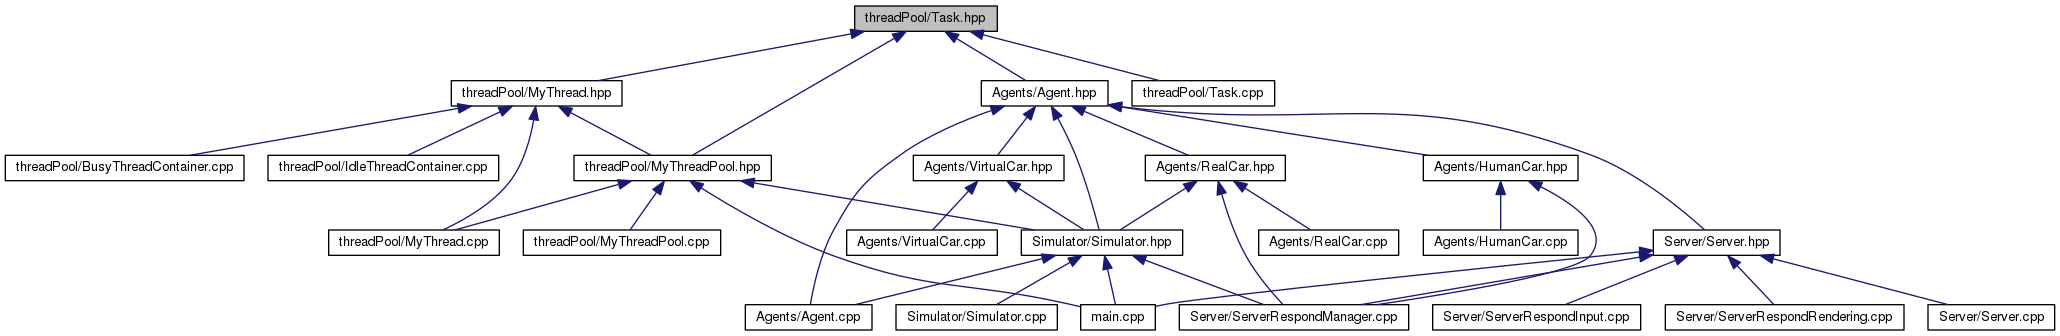 threadPool/Task.hpp
threadPool/MyThread.hpp
Agents/Agent.hpp
threadPool/Task.cpp
threadPool/BusyThreadContainer.cpp
threadPool/IdleThreadContainer.cpp
threadPool/MyThreadPool.hpp
Agents/VirtualCar.hpp
Agents/RealCar.hpp
Agents/HumanCar.hpp
threadPool/MyThread.cpp
threadPool/MyThreadPool.cpp
Agents/VirtualCar.cpp
Simulator/Simulator.hpp
Agents/RealCar.cpp
Agents/HumanCar.cpp
Server/Server.hpp
Agents/Agent.cpp
Simulator/Simulator.cpp
main.cpp
Server/ServerRespondManager.cpp
Server/ServerRespondInput.cpp
Server/ServerRespondRendering.cpp
Server/Server.cpp